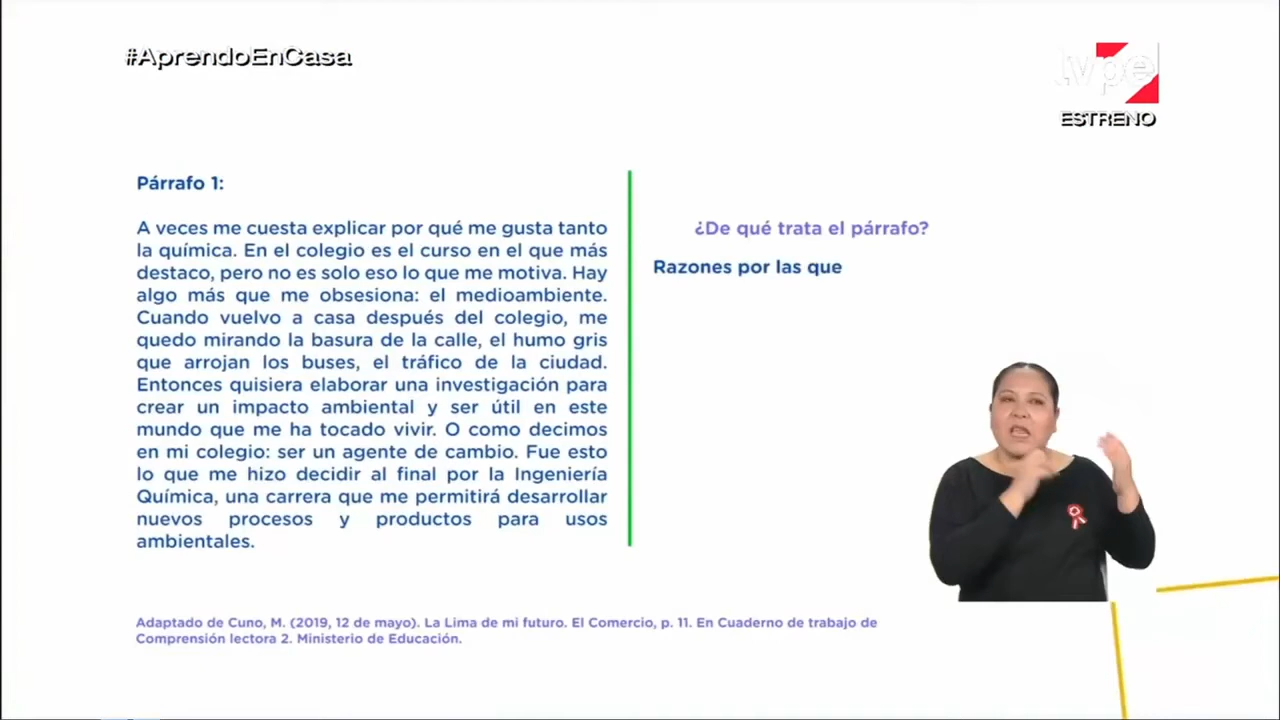 #AprendoEnCasa
tvpe
ESTRENO
Párrafo 1:
A veces me cuesta explicar por qué me gusta tanto
la química. En el colegio es el curso en el que más
destaco, pero no es solo eso lo que me motiva. Hay
algo más que me obsesiona: el medioambiente.
Cuando vuelvo a casa después del colegio, me
quedo mirando la basura de la calle, el humo gris
que arrojan los buses, el tráfico de la ciudad.
Entonces quisiera elaborar una investigación para
crear un impacto ambiental y ser útil en este
mundo que me ha tocado vivir. O como decimos
en mi colegio: ser un agente de cambio. Fue esto
lo que me hizo decidir al final por la Ingeniería
Química, una carrera que me permitirá desarrollar
nuevos procesos y productos para usos
ambientales.
¿De qué trata el párrafo?
Razones por las que
Adaptado de Cuno, M. (2019, 12 de mayo). La Lima de mi futuro. El Comercio, p. 11. En Cuaderno de trabajo de
Comprensión lectora 2. Ministerio de Educación.